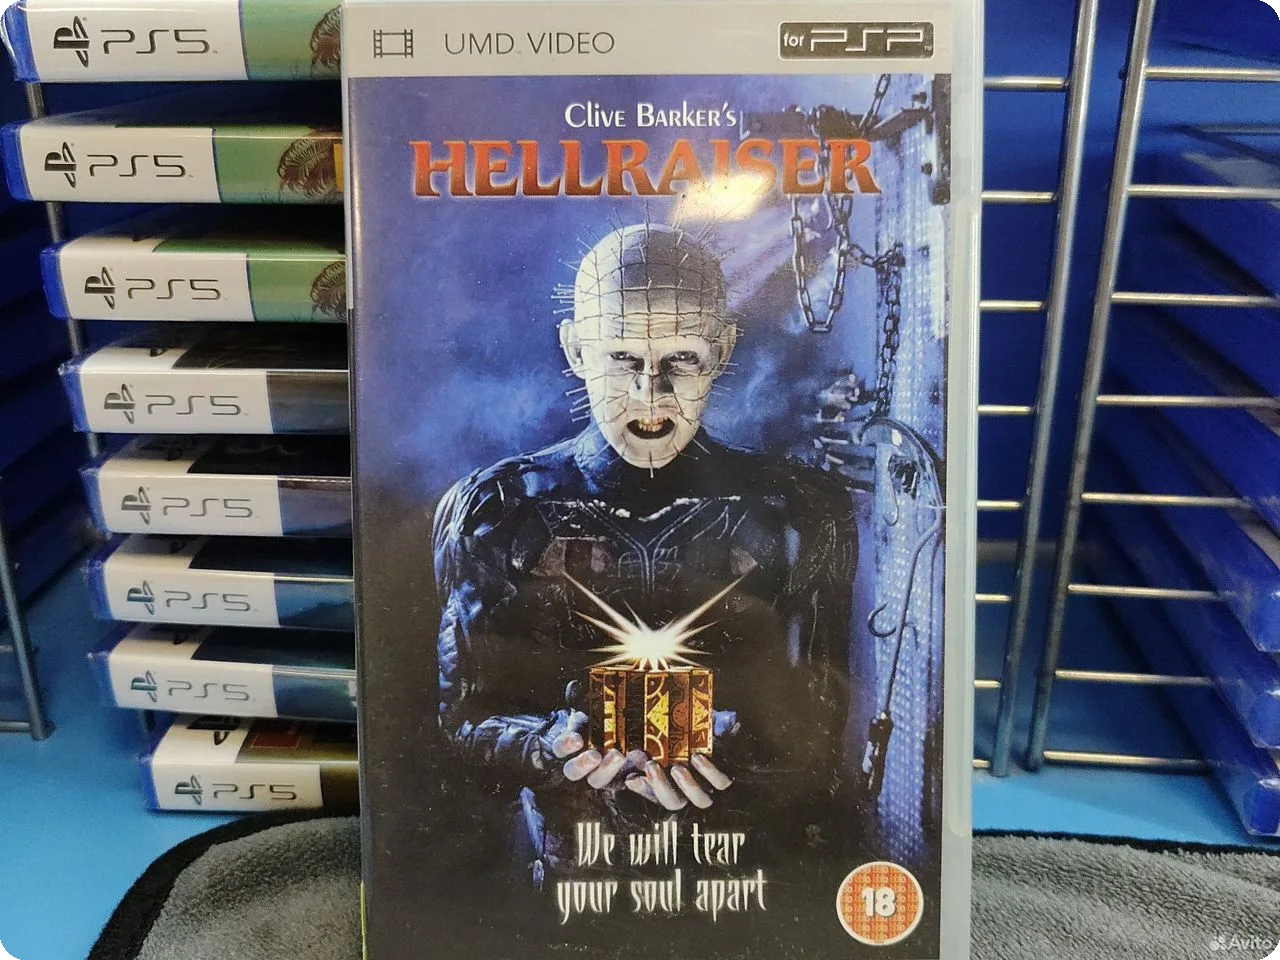 UMD VIDEO
for PSP
Clive Barker's
HELLRAISER
We will tear
your soul apart
18
PS5
PS5
PS5
PS5
PS5
PS5
PS5
PS5
Avito